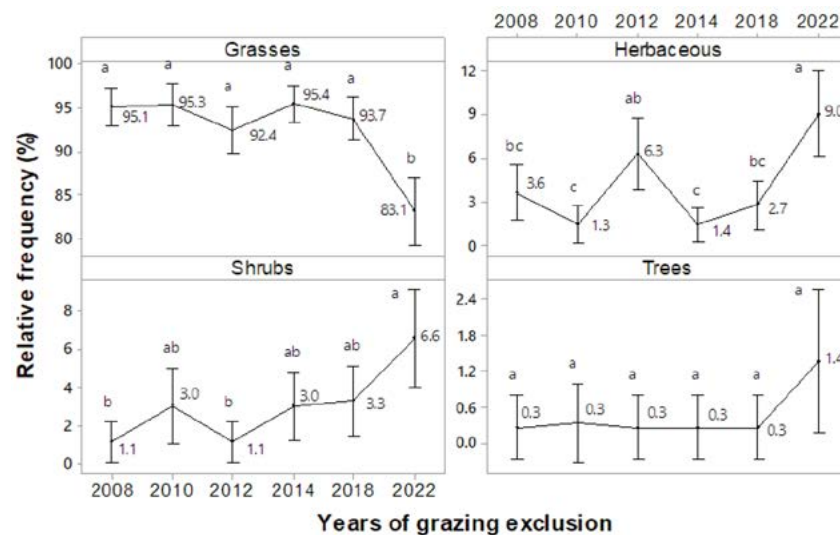 2008 2010 2012 2014 2018 2022
Grasses Herbaceous
100
95
90
85
80
a a a a a b
95.1 95.3 92.4 95.4 93.7 83.1
12
9
6
3
0
bc c ab c bc a
3.6 1.3 6.3 1.4 2.7 9.0
Relative frequency (%)
Shrubs Trees
8
6
4
2
0
b ab b ab ab a
1.1 3.0 1.1 3.0 3.3 6.6
2.4
1.8
1.2
0.6
0.0
a a a a a a
0.3 0.3 0.3 0.3 0.3 1.4
2008 2010 2012 2014 2018 2022
Years of grazing exclusion